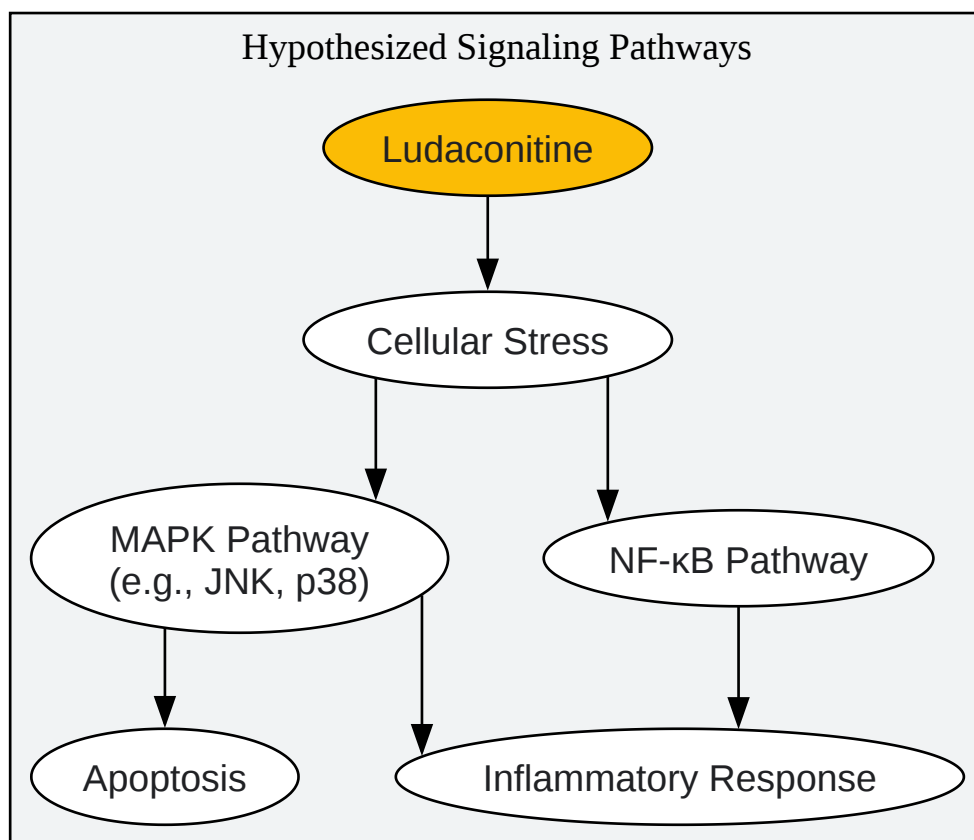 Hypothesized Signaling Pathways
Ludaconitine
Cellular Stress
MAPK Pathway
(e.g., JNK, p38)
NF-κB Pathway
Apoptosis
Inflammatory Response